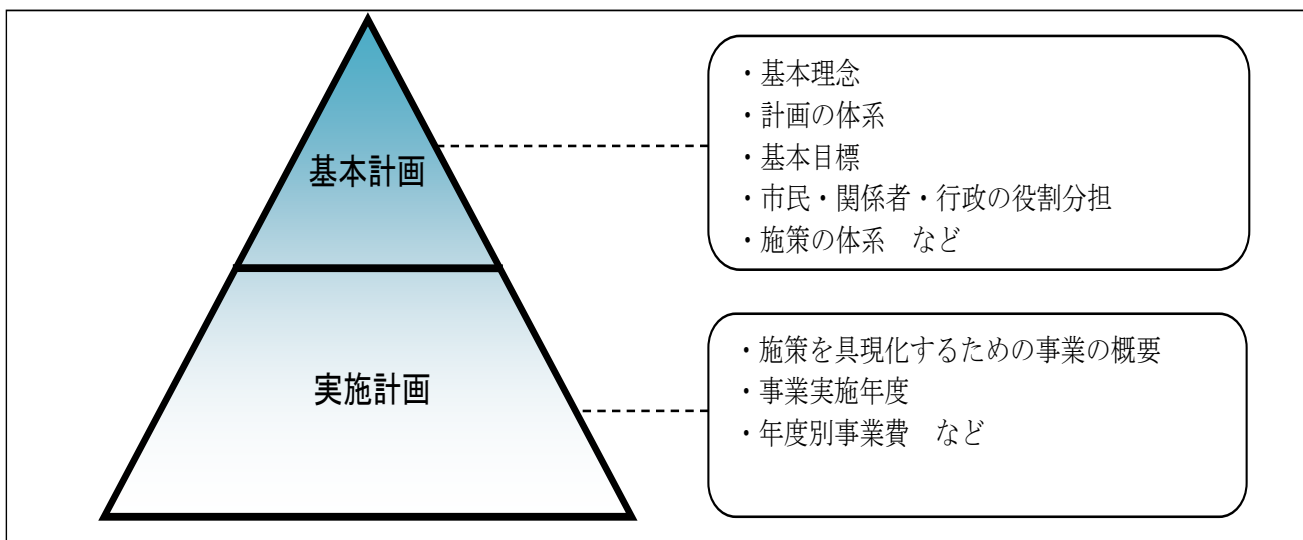 基本計画
・基本理念
・計画の体系
・基本目標
・市民・関係者・行政の役割分担
・施策の体系　など
実施計画
・施策を具現化するための事業の概要
・事業実施年度
・年度別事業費　など